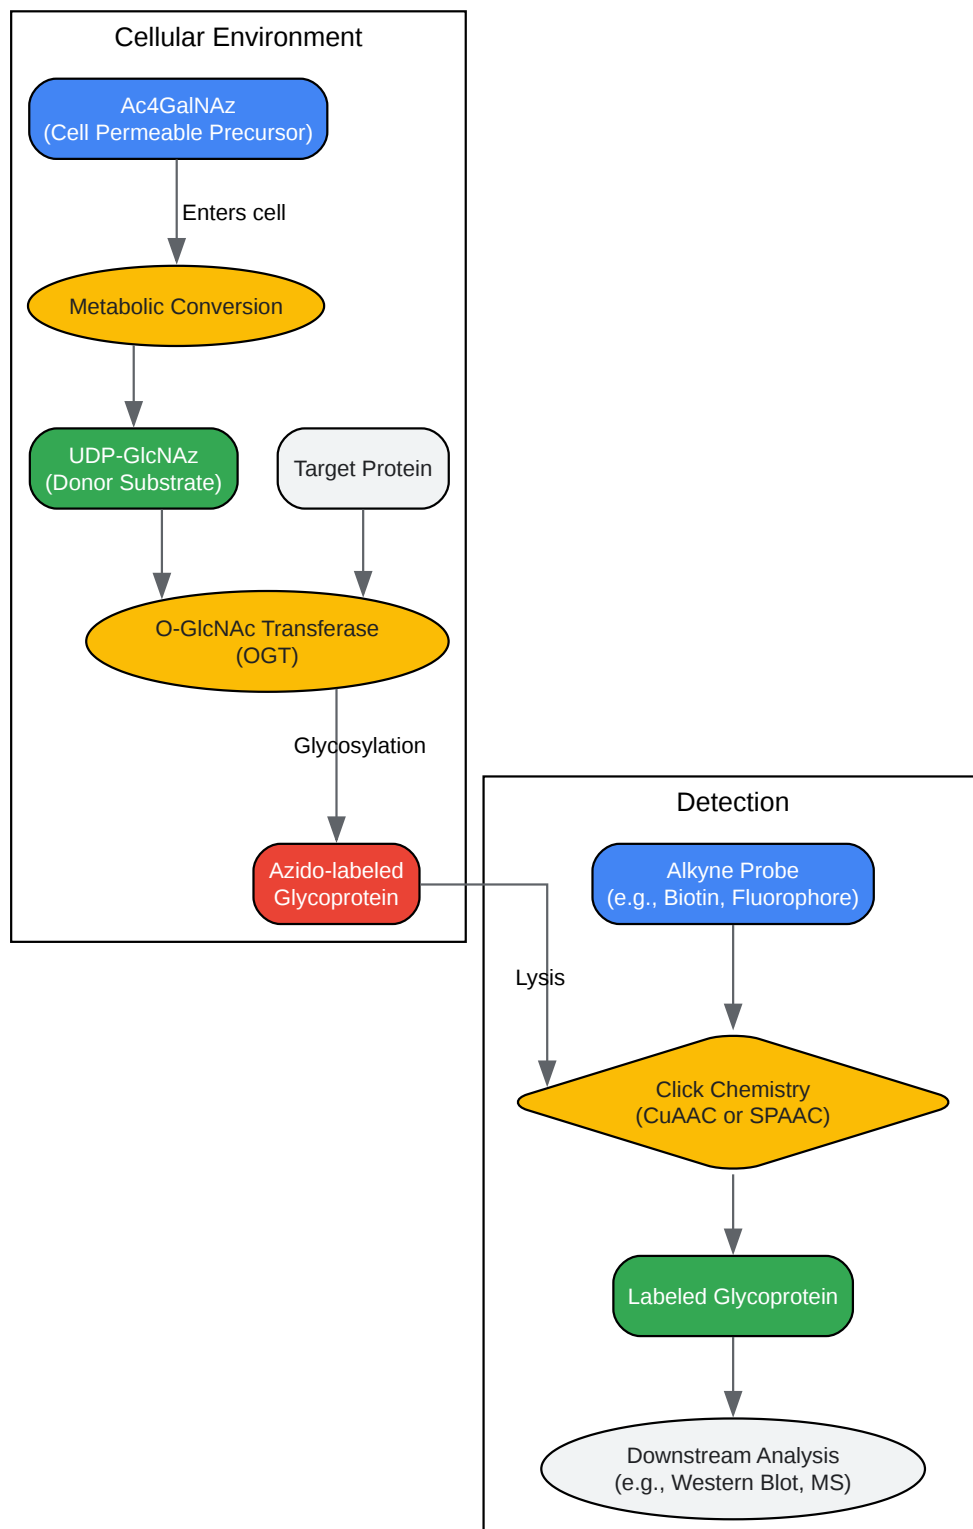 Cellular Environment
Ac4GalNAz
(Cell Permeable Precursor)
Enters cell
Metabolic Conversion
UDP-GlcNAz
(Donor Substrate)
Target Protein
O-GlcNAc Transferase
(OGT)
Glycosylation
Azido-labeled
Glycoprotein
Lysis
Detection
Alkyne Probe
(e.g., Biotin, Fluorophore)
Click Chemistry
(CuAAC or SPAAC)
Labeled Glycoprotein
Downstream Analysis
(e.g., Western Blot, MS)